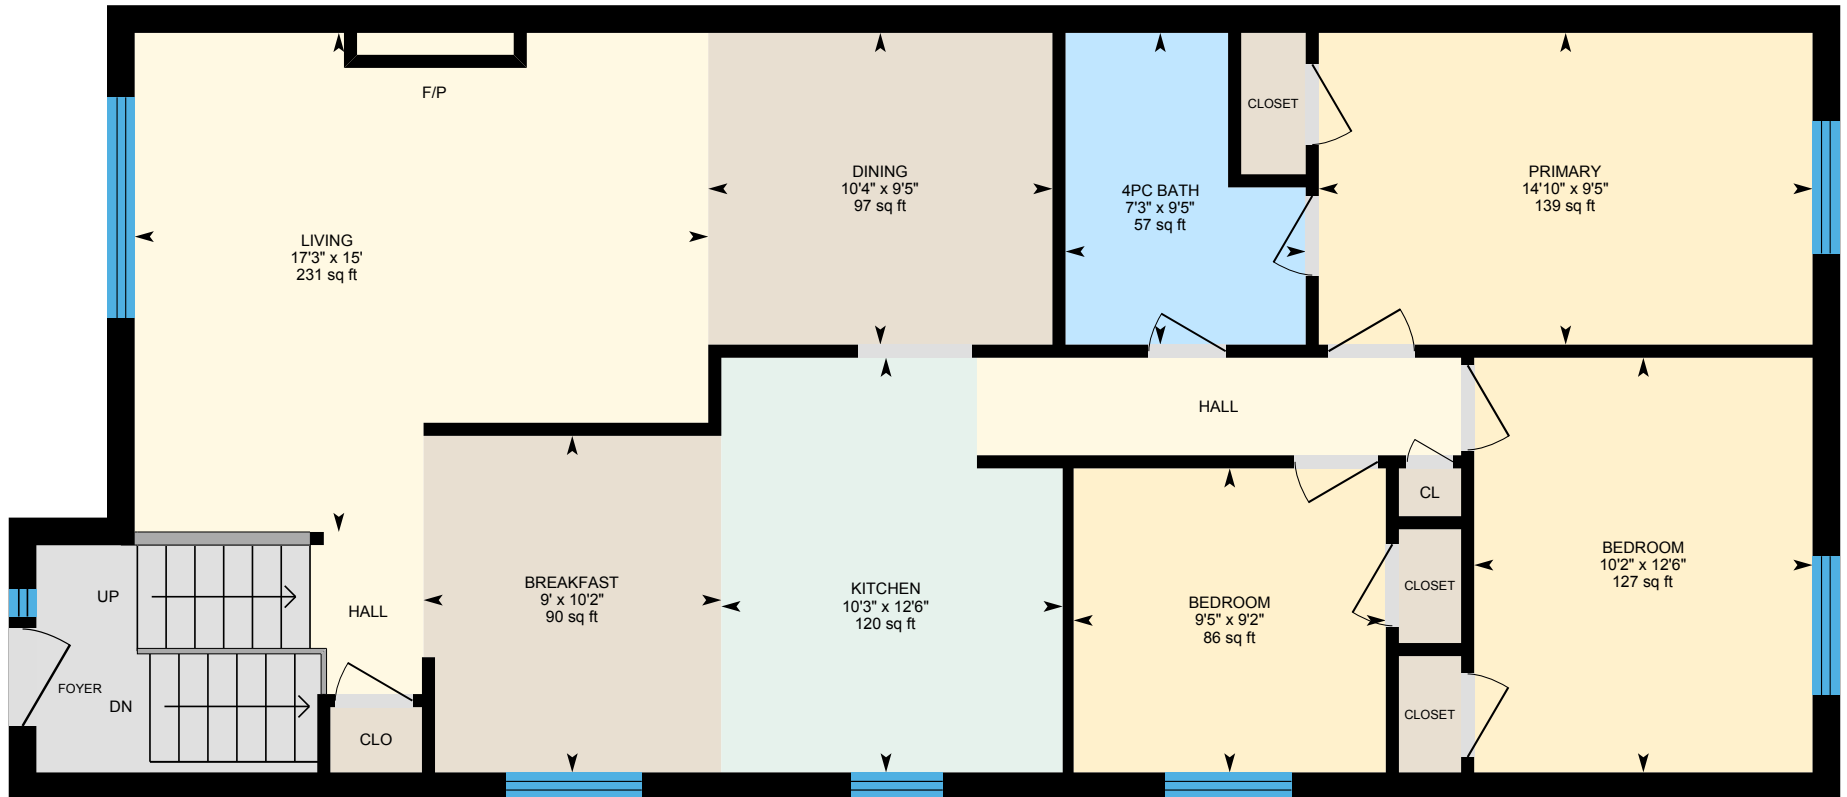 F/P
LIVING
17'3" x 15'
231 sq ft
DINING
10'4" x 9'5"
97 sq ft
4PC BATH
7'3" x 9'5"
57 sq ft
CLOSET
PRIMARY
14'10" x 9'5"
139 sq ft
HALL
UP
HALL
FOYER
DN
CLO
BREAKFAST
9' x 10'2"
90 sq ft
KITCHEN
10'3" x 12'6"
120 sq ft
BEDROOM
9'5" x 9'2"
86 sq ft
CL
CLOSET
CLOSET
BEDROOM
10'2" x 12'6"
127 sq ft